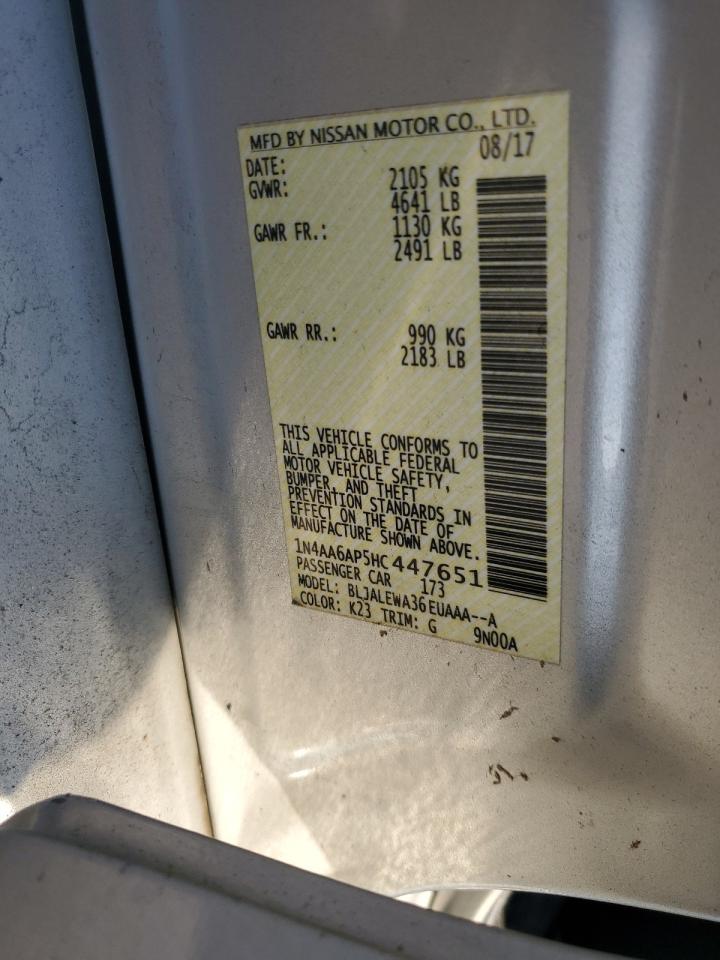 MFD BY NISSAN MOTOR CO., LTD.
DATE: 08/17
GVWR: 2105 KG
4641 LB
GAWR FR.: 1130 KG
2491 LB
GAWR RR.: 990 KG
2183 LB
THIS VEHICLE CONFORMS TO
ALL APPLICABLE FEDERAL
MOTOR VEHICLE SAFETY,
BUMPER, AND THEFT
PREVENTION STANDARDS IN
EFFECT ON THE DATE OF
MANUFACTURE SHOWN ABOVE.
1N4AA6AP5HC447651
PASSENGER CAR 173
MODEL: BLJALEWA36EUAAA--A
COLOR: K23 TRIM: G 9N00A